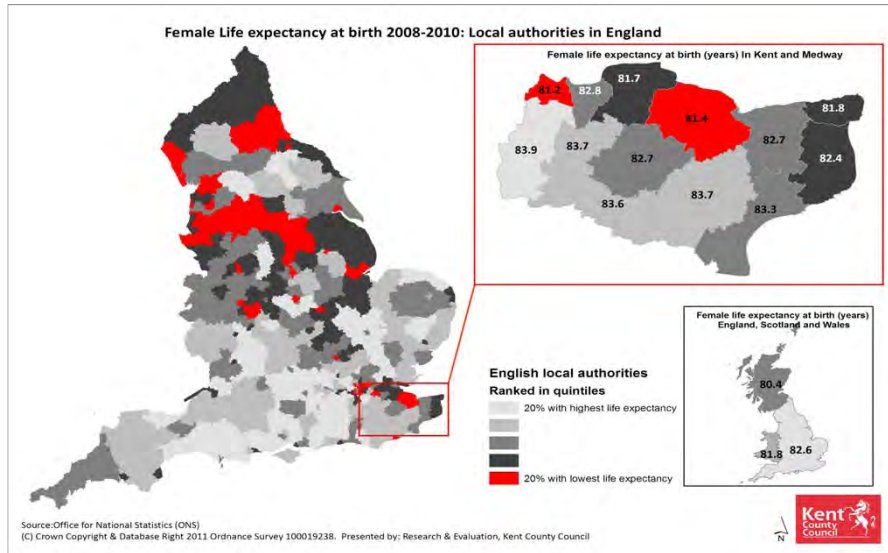 Female Life expectancy at birth 2008-2010: Local authorities in England
Female life expectancy at birth (years) In Kent and Medway
81.2
82.8
81.7
81.4
81.8
83.9
83.7
82.7
82.7
82.4
83.6
83.7
83.3
Female life expectancy at birth (years)
England, Scotland and Wales
80.4
81.8
82.6
English local authorities
Ranked in quintiles
20% with highest life expectancy
20% with lowest life expectancy
Source:Office for National Statistics (ONS)
(C) Crown Copyright & Database Right 2011 Ordnance Survey 100019238. Presented by: Research & Evaluation, Kent County Council
N
Kent
County
Council